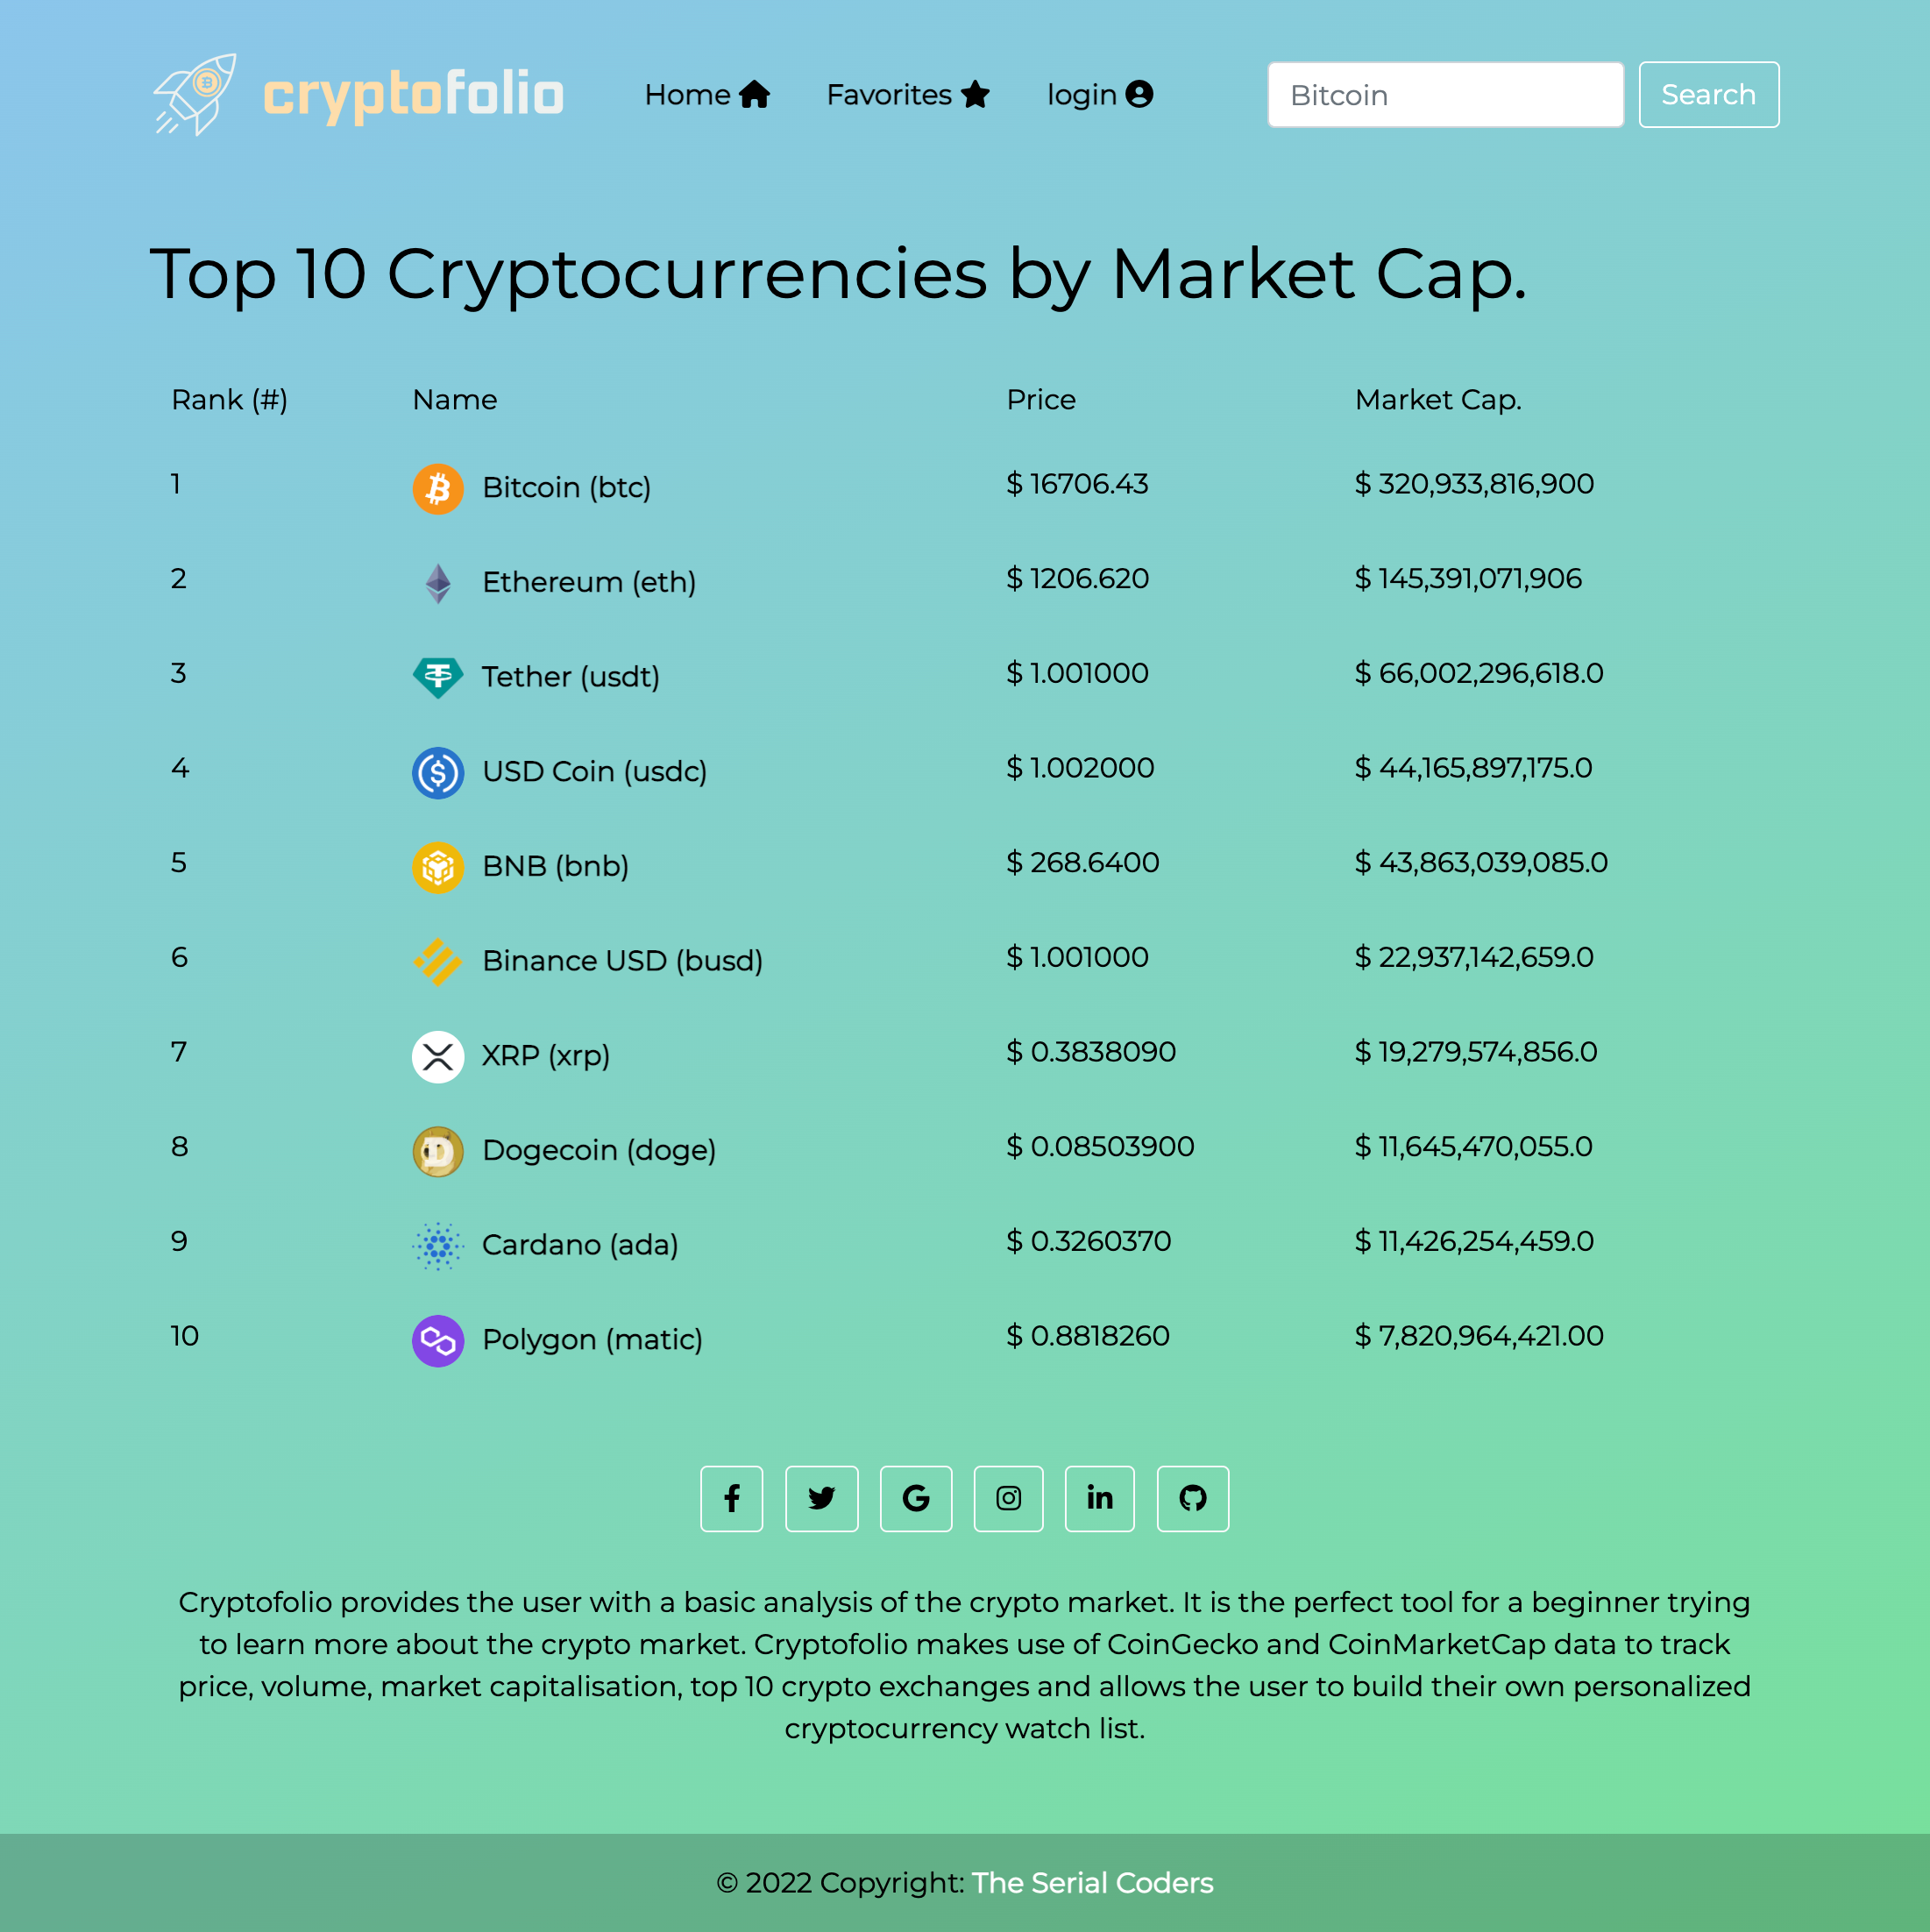 cryptofolio Home Favorites login Bitcoin Search
Top 10 Cryptocurrencies by Market Cap.
Rank (#) Name Price Market Cap.
1 Bitcoin (btc) $ 16706.43 $ 320,933,816,900
2 Ethereum (eth) $ 1206.620 $ 145,391,071,906
3 Tether (usdt) $ 1.001000 $ 66,002,296,618.0
4 USD Coin (usdc) $ 1.002000 $ 44,165,897,175.0
5 BNB (bnb) $ 268.6400 $ 43,863,039,085.0
6 Binance USD (busd) $ 1.001000 $ 22,937,142,659.0
7 XRP (xrp) $ 0.3838090 $ 19,279,574,856.0
8 Dogecoin (doge) $ 0.08503900 $ 11,645,470,055.0
9 Cardano (ada) $ 0.3260370 $ 11,426,254,459.0
10 Polygon (matic) $ 0.8818260 $ 7,820,964,421.00
Cryptofolio provides the user with a basic analysis of the crypto market. It is the perfect tool for a beginner trying
to learn more about the crypto market. Cryptofolio makes use of CoinGecko and CoinMarketCap data to track
price, volume, market capitalisation, top 10 crypto exchanges and allows the user to build their own personalized
cryptocurrency watch list.
© 2022 Copyright: The Serial Coders